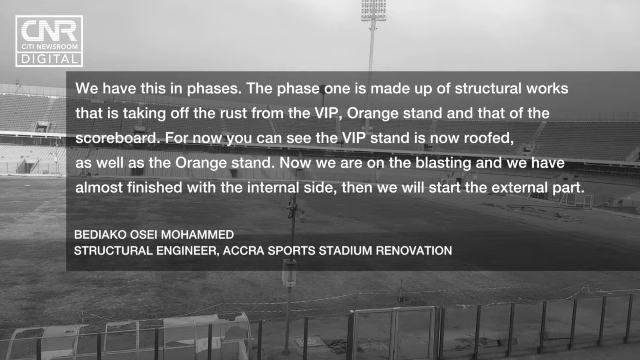 CNR
CITI NEWSROOM
DIGITAL
We have this in phases. The phase one is made up of structural works
that is taking off the rust from the VIP, Orange stand and that of the
scoreboard. For now you can see the VIP stand is now roofed,
as well as the Orange stand. Now we are on the blasting and we have
almost finished with the internal side, then we will start the external part.
BEDIAKO OSEI MOHAMMED
STRUCTURAL ENGINEER, ACCRA SPORTS STADIUM RENOVATION